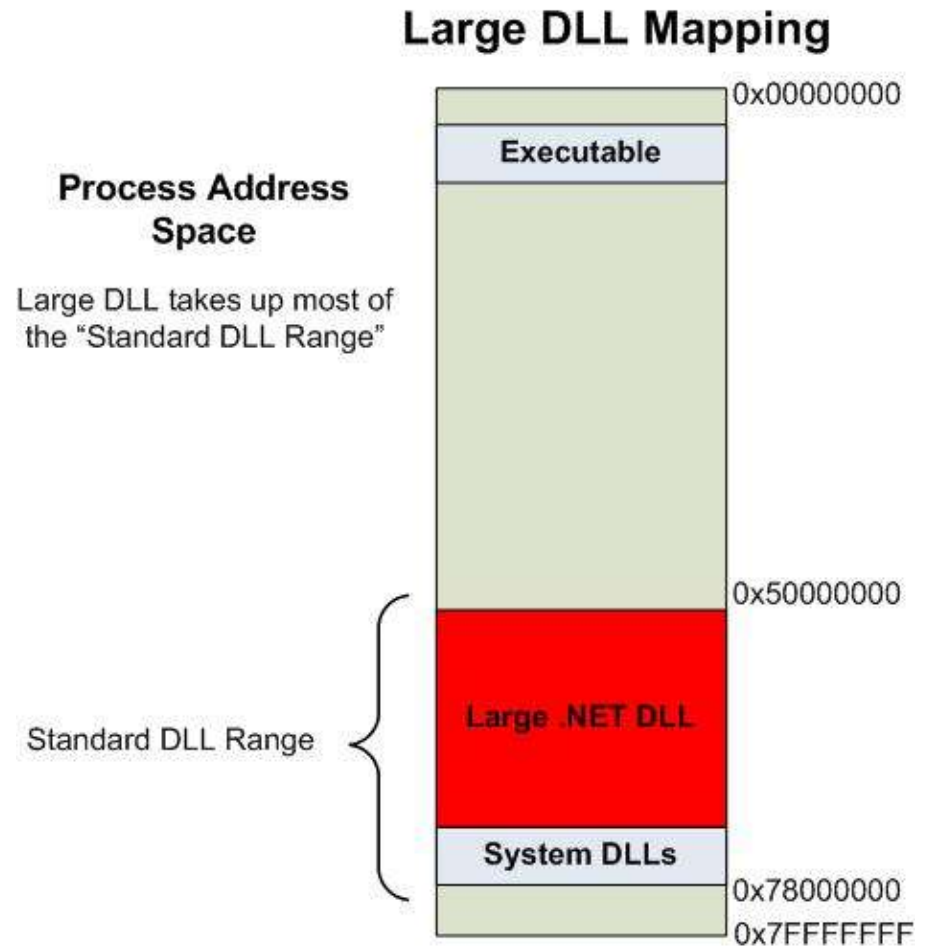 Large DLL Mapping
0x00000000
Executable
Process Address
Space
Large DLL takes up most of
the “Standard DLL Range”
0x50000000
Large .NET DLL
Standard DLL Range
System DLLs
0x78000000
0x7FFFFFFF